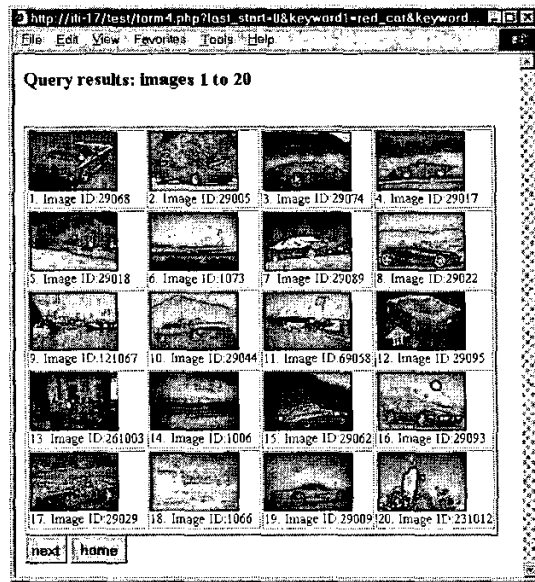 http://iti-17/test/form4.php?last_start=0&keyword1=red_car&keyword...
File Edit View Favorites Tools Help
Query results: images 1 to 20
1. Image ID:29068 2. Image ID:29005 3. Image ID:29074 4. Image ID:29017
5. Image ID:29018 6. Image ID:1073 7. Image ID:29089 8. Image ID:29022
9. Image ID:121067 10. Image ID:29044 11. Image ID:69058 12. Image ID:29095
13 Image ID:261003 14. Image ID:1006 15. Image ID:29062 16. Image ID:29093
17. Image ID:29029 18. Image ID:1066 19. Image ID:29009 20. Image ID:231012
next home